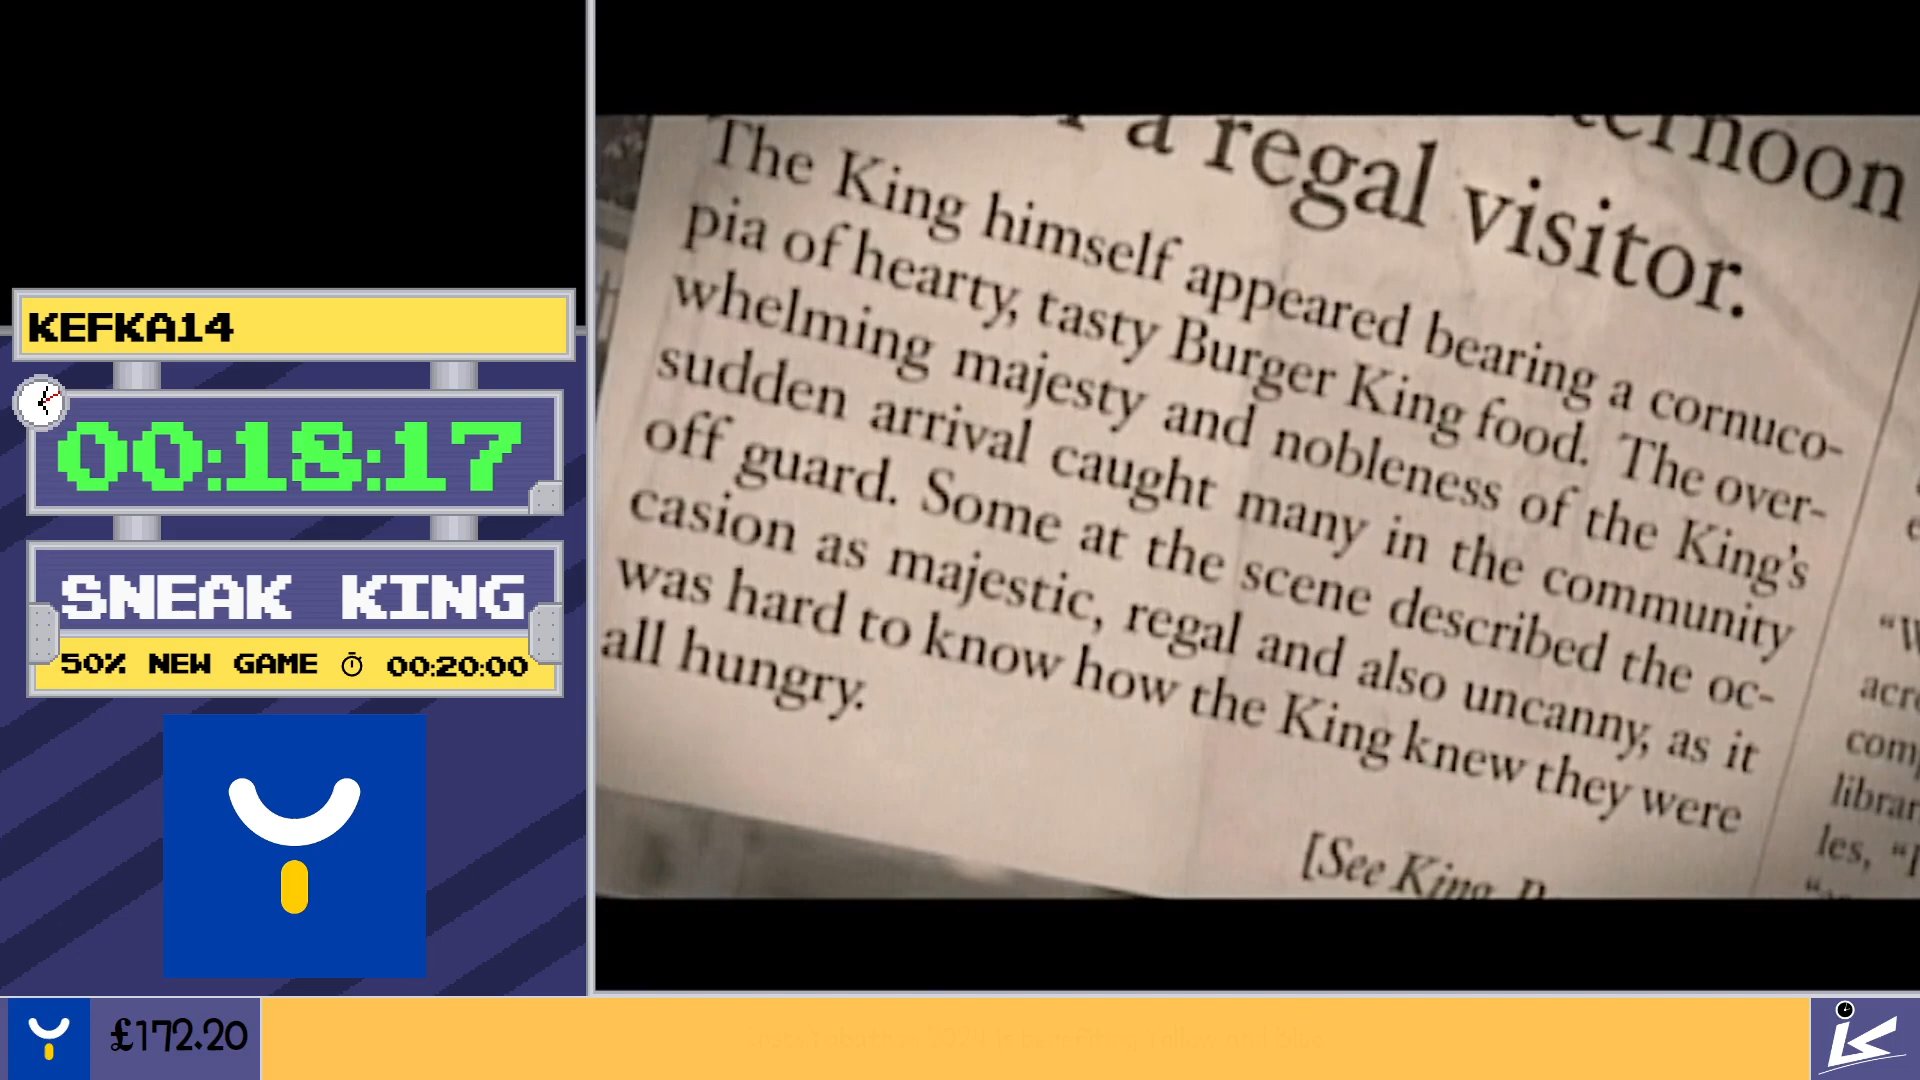 KEFKA14
00:18:17
SNEAK KING
50% NEW GAME 00:20:00
£172.20
a regal visitor.
The King himself appeared bearing a cornuco-
pia of hearty, tasty Burger King food. The over-
whelming majesty and nobleness of the King's
sudden arrival caught many in the community
off guard. Some at the scene described the oc-
casion as majestic, regal and also uncanny, as it
was hard to know how the King knew they were
all hungry.
[See King,